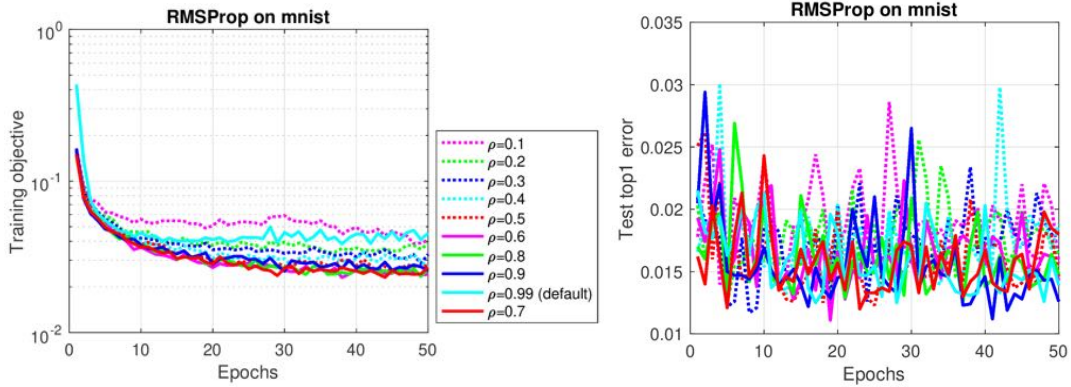 RMSProp on mnist
10^0
10^-1
10^-2
Training objective
0 10 20 30 40 50
Epochs
ρ=0.1
ρ=0.2
ρ=0.3
ρ=0.4
ρ=0.5
ρ=0.6
ρ=0.8
ρ=0.9
ρ=0.99 (default)
ρ=0.7
RMSProp on mnist
0.035
0.03
0.025
0.02
0.015
0.01
Test top1 error
0 10 20 30 40 50
Epochs